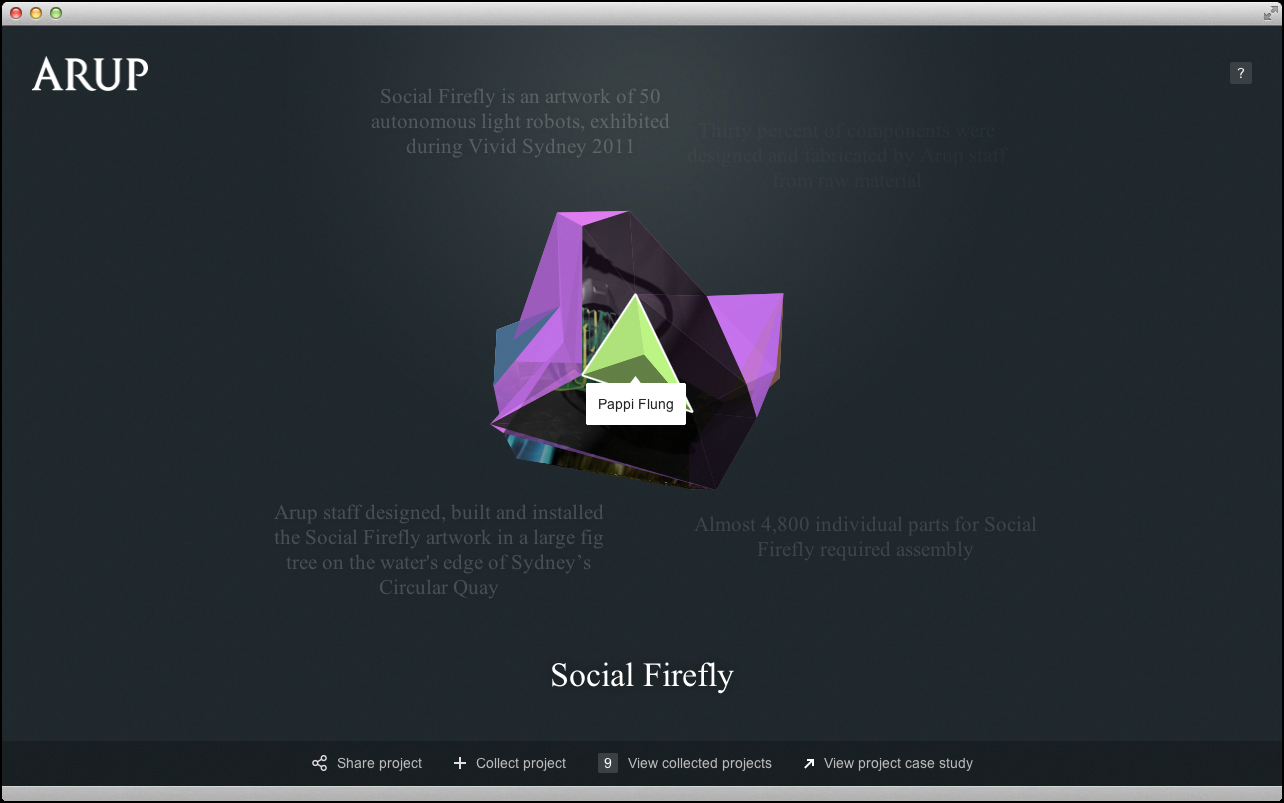 ARUP
?
Social Firefly is an artwork of 50
autonomous light robots, exhibited
during Vivid Sydney 2011
Thirty percent of components were
designed and fabricated by Arup staff
from raw material
Pappi Flung
Arup staff designed, built and installed
the Social Firefly artwork in a large fig
tree on the water's edge of Sydney’s
Circular Quay
Almost 4,800 individual parts for Social
Firefly required assembly
Social Firefly
Share project
Collect project
9 View collected projects
View project case study